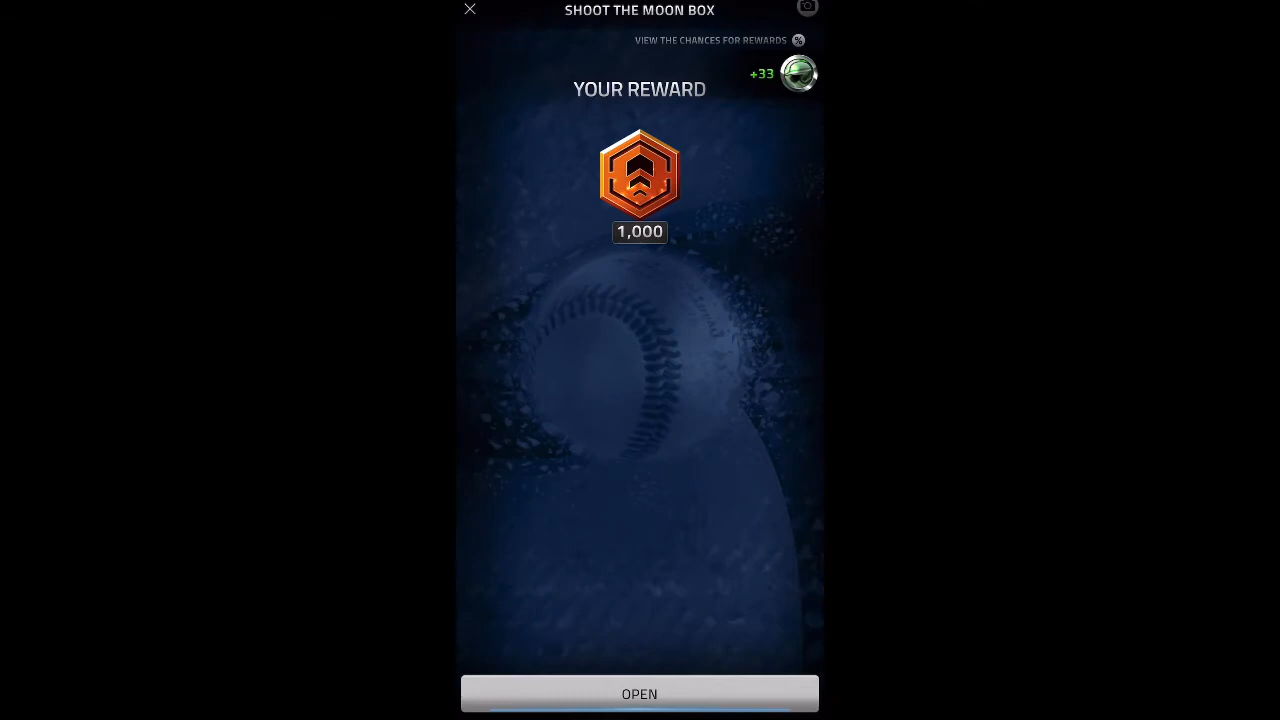 SHOOT THE MOON BOX
VIEW THE CHANCES FOR REWARDS %
+33
YOUR REWARD
1,000
OPEN